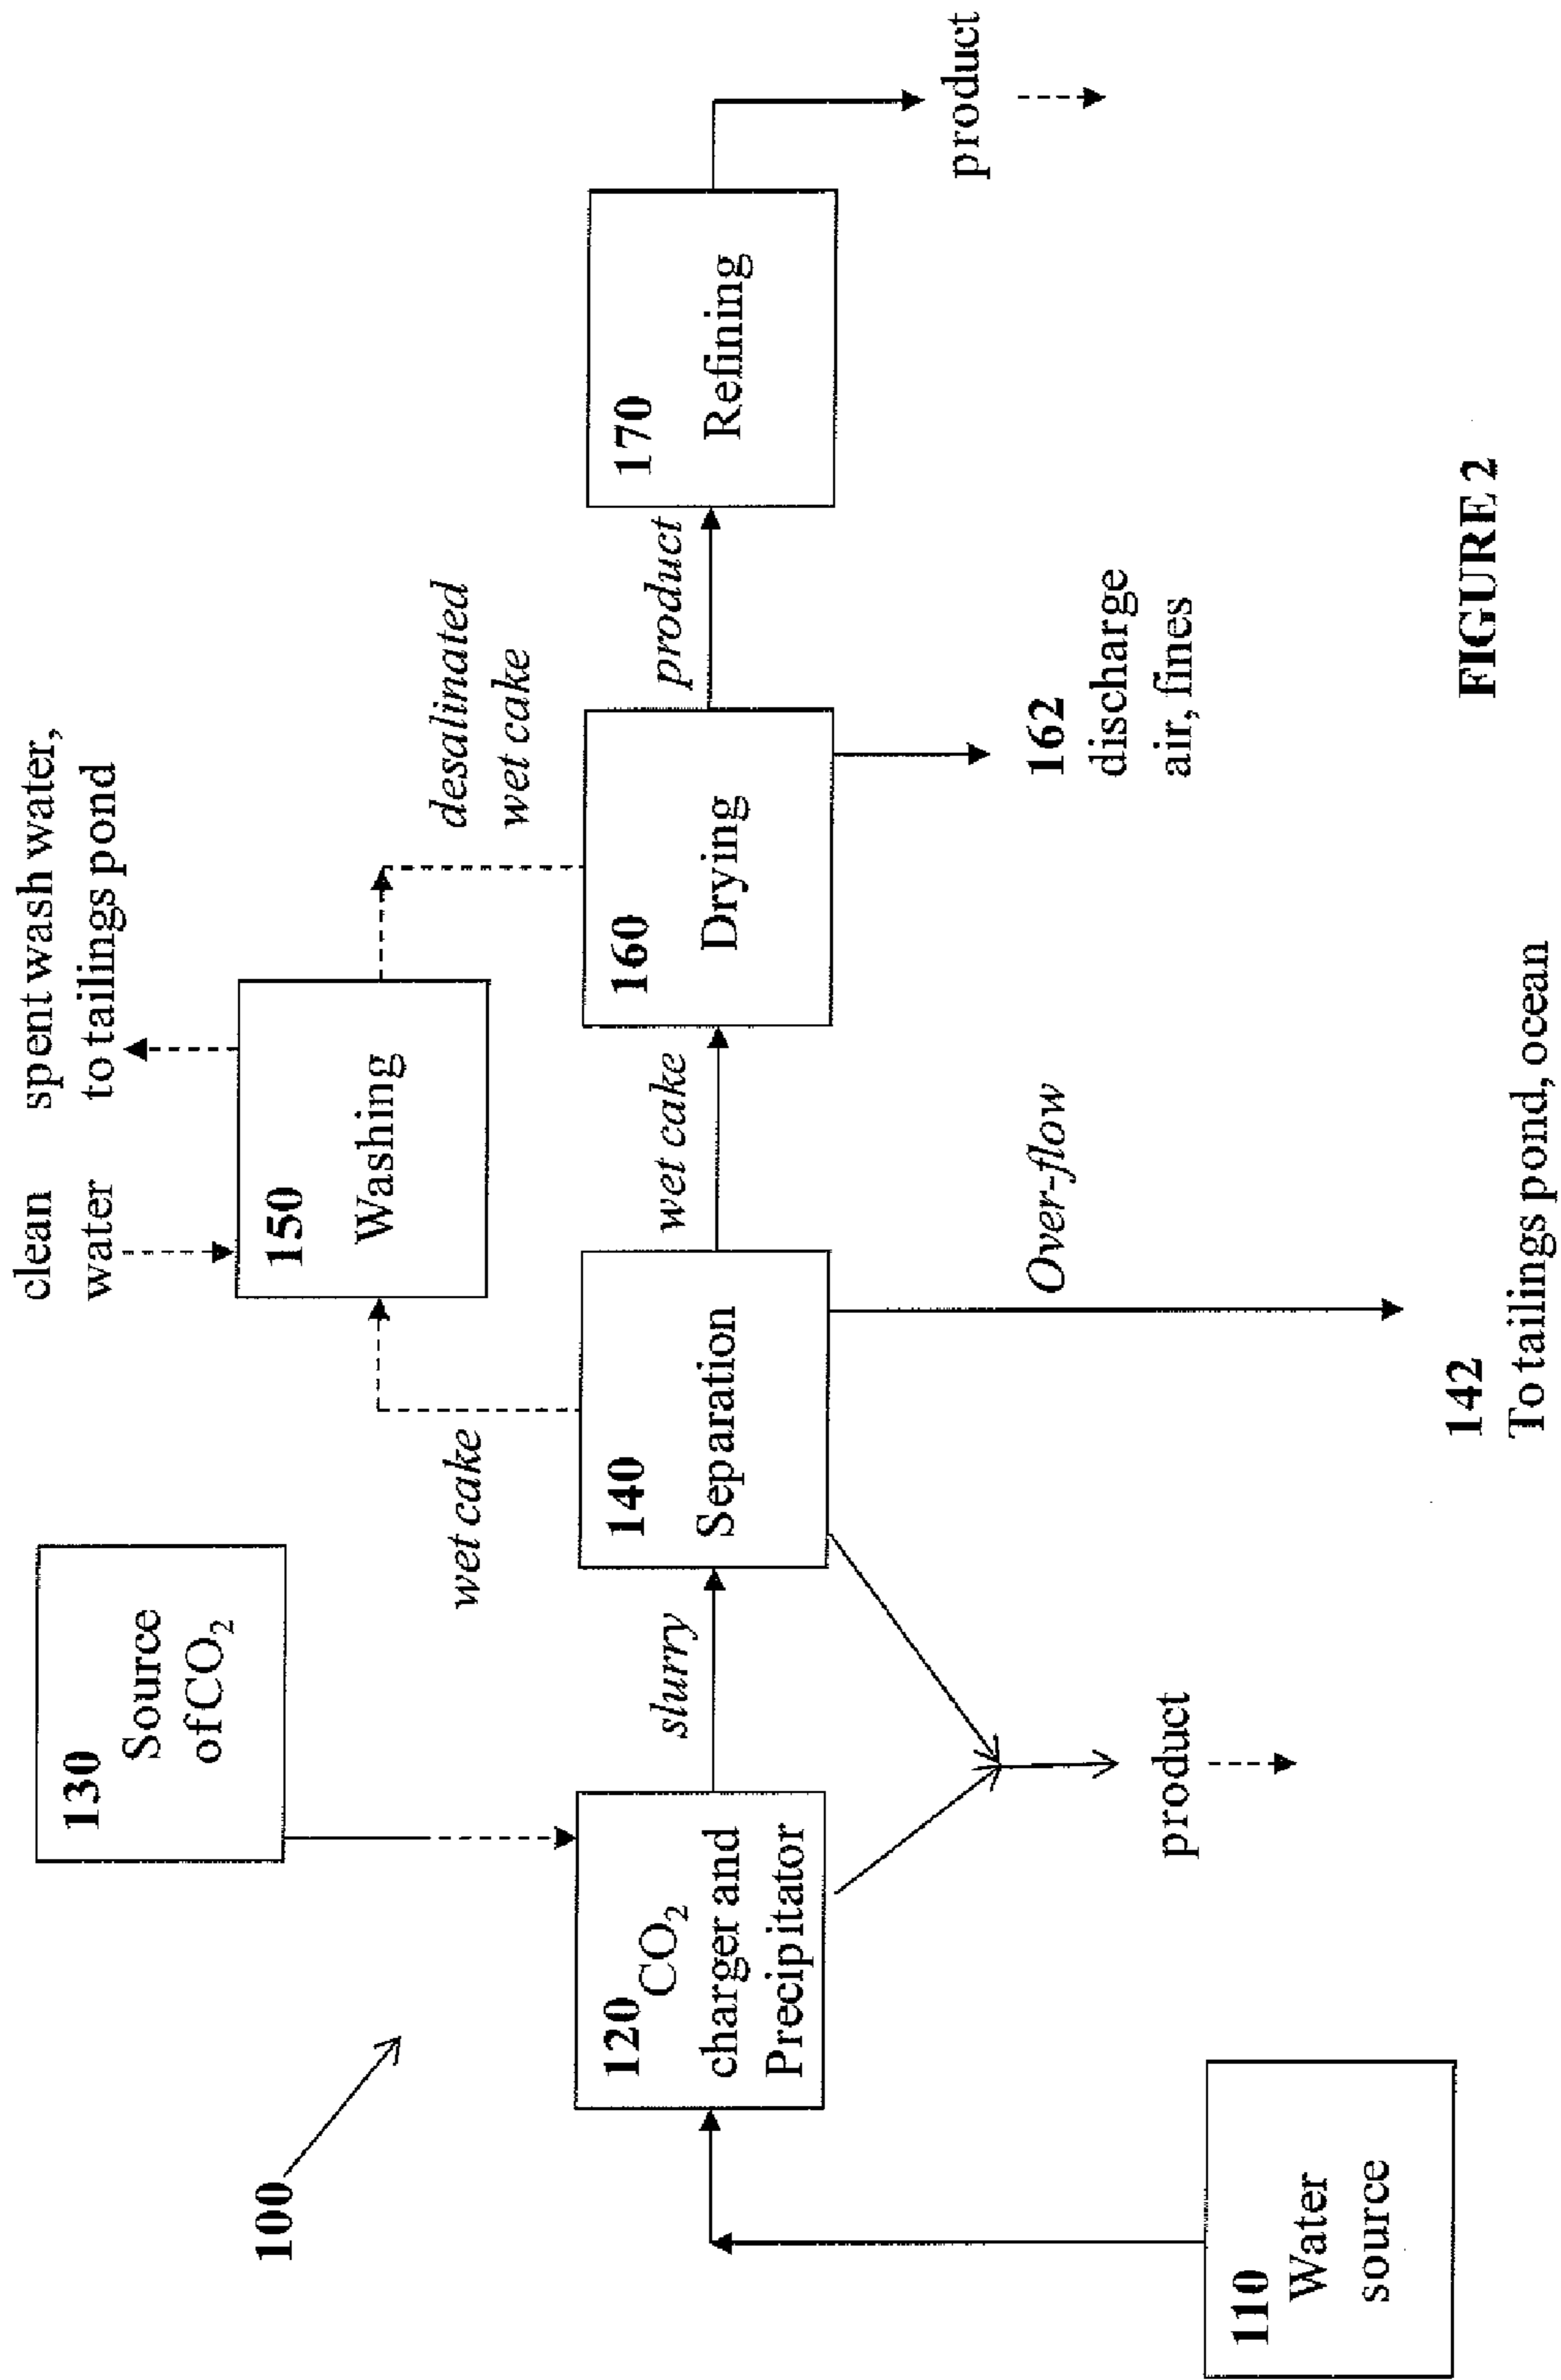 100
130
Source
of CO2
clean
water
spent wash water,
to tailings pond
150
Washing
wet cake
desalinated
wet cake
120
CO2
charger and
Precipitator
slurry
140
Separation
wet cake
160
Drying
product
170
Refining
product
110
Water
source
product
Over-flow
142
To tailings pond, ocean
162
discharge
air, fines
FIGURE 2